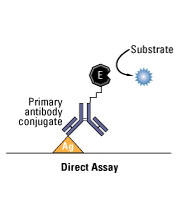 Substrate
E
Primary
antibody
conjugate
Ag
Direct Assay